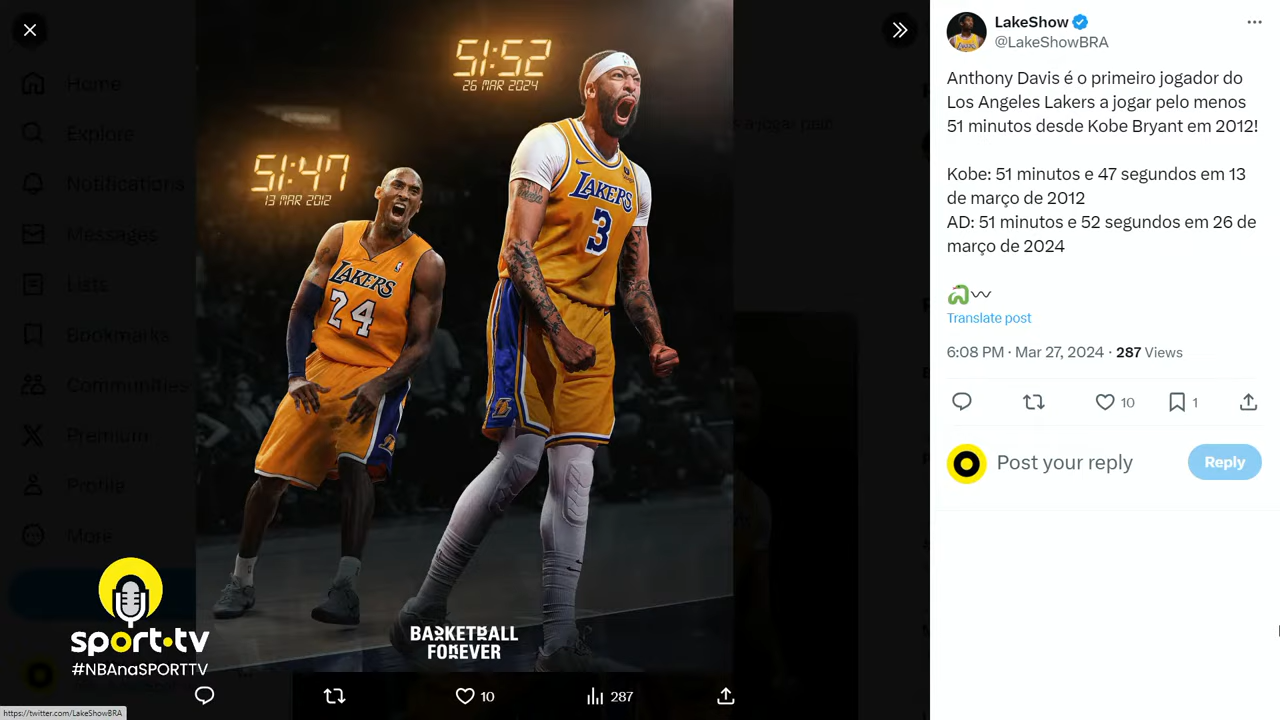 Home
Explore
Notifications
Messages
Lists
Bookmarks
Communities
Premium
Profile
More
51:52
26 MAR 2024
51:47
13 MAR 2012
LAKERS
24
LAKERS
3
BASKETBALL
FOREVER
sport.tv
#NBAnaSPORTTV
10
287
https://twitter.com/LakeShowBRA
LakeShow
@LakeShowBRA
Anthony Davis é o primeiro jogador do
Los Angeles Lakers a jogar pelo menos
51 minutos desde Kobe Bryant em 2012!
Kobe: 51 minutos e 47 segundos em 13
de março de 2012
AD: 51 minutos e 52 segundos em 26 de
março de 2024
Translate post
6:08 PM · Mar 27, 2024 · 287 Views
10
1
Post your reply
Reply